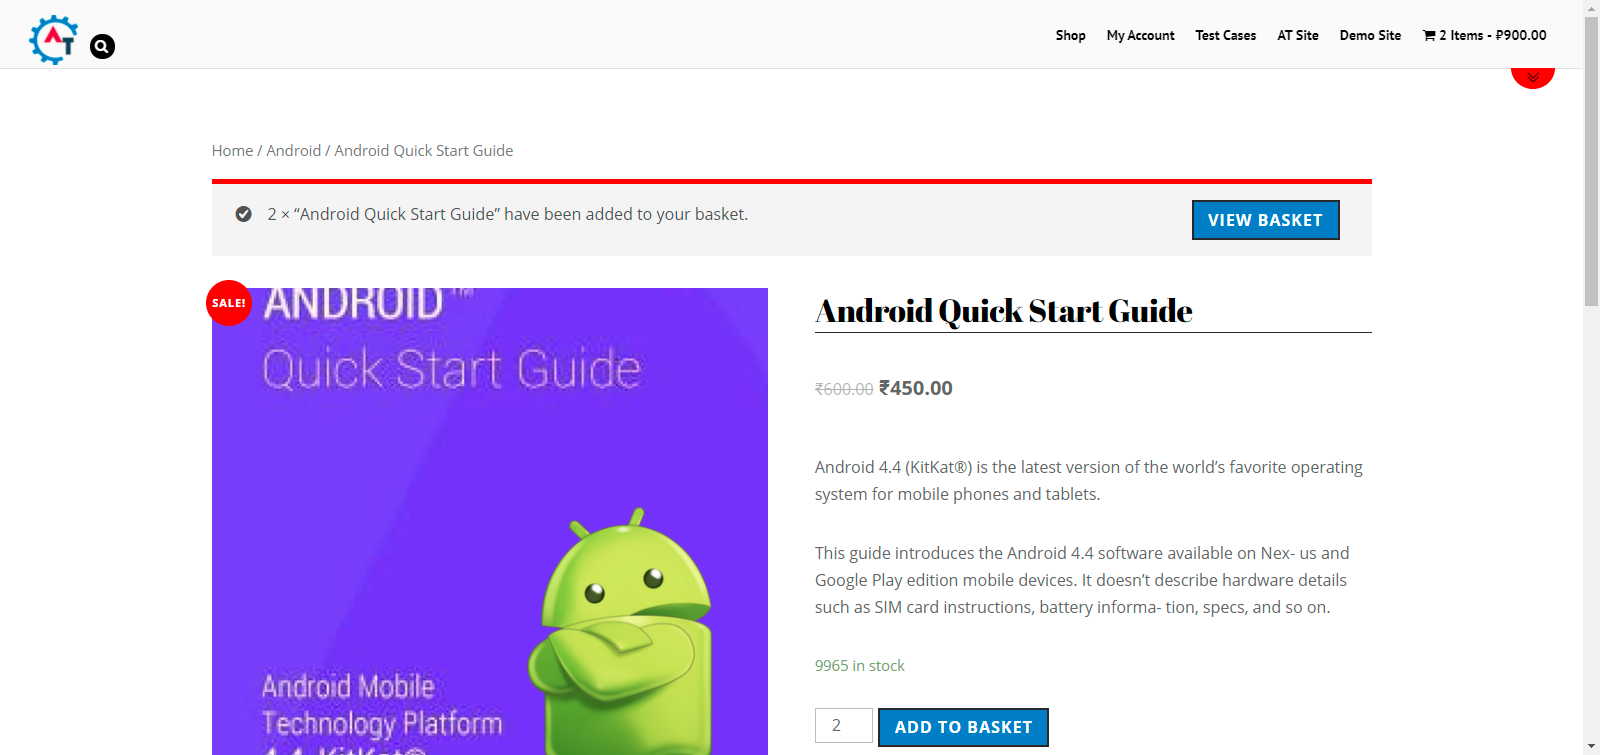 AT
Shop My Account Test Cases AT Site Demo Site 2 Items - ₽900.00
Home / Android / Android Quick Start Guide
2 × “Android Quick Start Guide” have been added to your basket.
VIEW BASKET
SALE!
ANDROID™
Quick Start Guide
Android Mobile
Technology Platform
4.4, KitKat®
Android Quick Start Guide
₹600.00 ₹450.00
Android 4.4 (KitKat®) is the latest version of the world’s favorite operating
system for mobile phones and tablets.
This guide introduces the Android 4.4 software available on Nex- us and
Google Play edition mobile devices. It doesn’t describe hardware details
such as SIM card instructions, battery informa- tion, specs, and so on.
9965 in stock
2
ADD TO BASKET